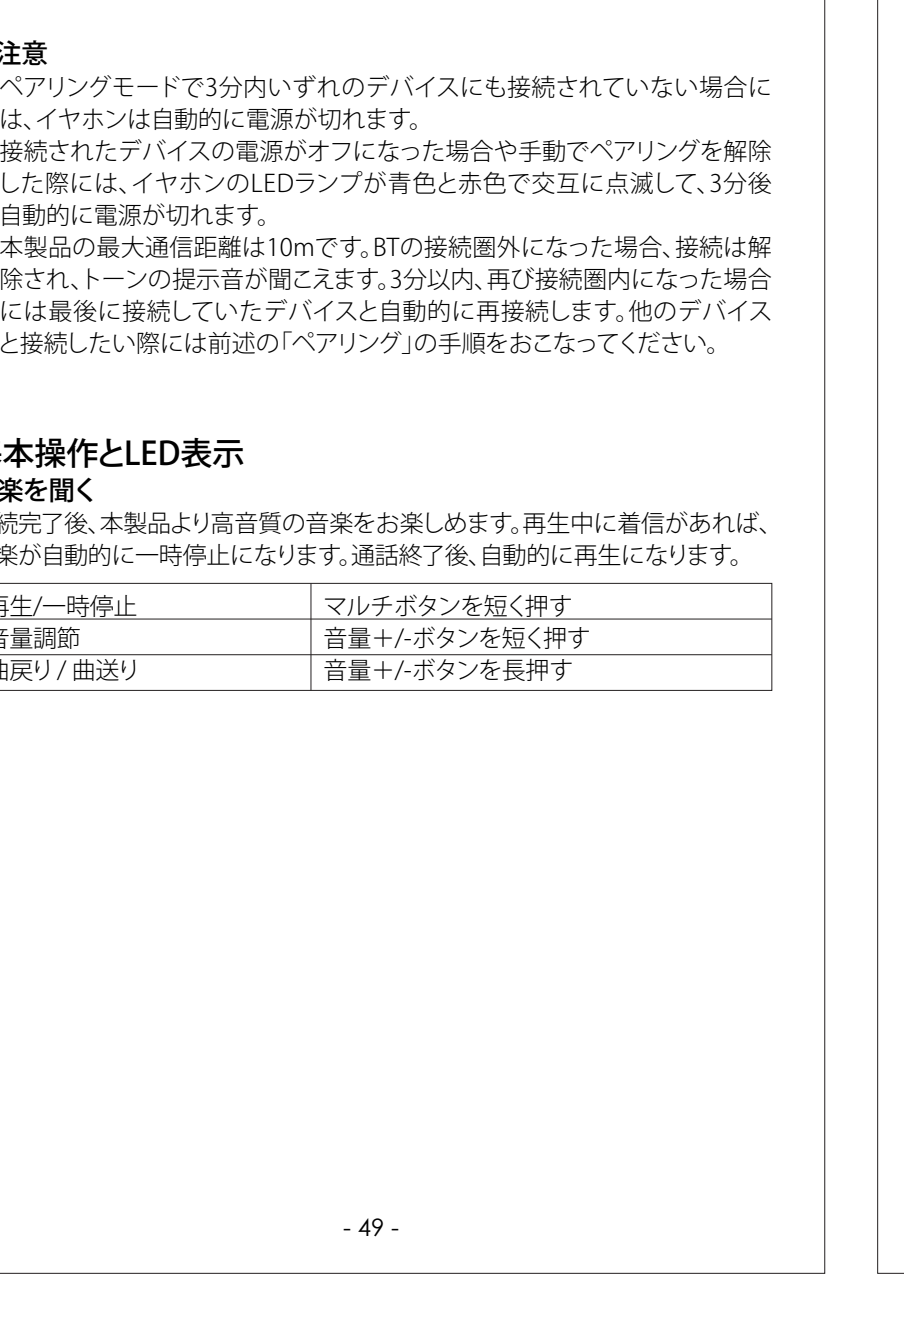 注意
ペアリングモードで3分内いずれのデバイスにも接続されていない場合に
は、イヤホンは自動的に電源が切れます。
接続されたデバイスの電源がオフになった場合や手動でペアリングを解除
した際には、イヤホンのLEDランプが青色と赤色で交互に点滅して、3分後
自動的に電源が切れます。
本製品の最大通信距離は10mです。BTの接続圏外になった場合、接続は解
除され、トーンの提示音が聞こえます。3分以内、再び接続圏内になった場合
には最後に接続していたデバイスと自動的に再接続します。他のデバイス
と接続したい際には前述の「ペアリング」の手順をおこなってください。
本操作とLED表示
楽を聞く
続完了後、本製品より高音質の音楽をお楽しめます。再生中に着信があれば、
楽が自動的に一時停止になります。通話終了後、自動的に再生になります。
再生/一時停止 マルチボタンを短く押す
音量調節 音量＋/-ボタンを短く押す
曲戻り / 曲送り 音量＋/-ボタンを長押す
- 49 -